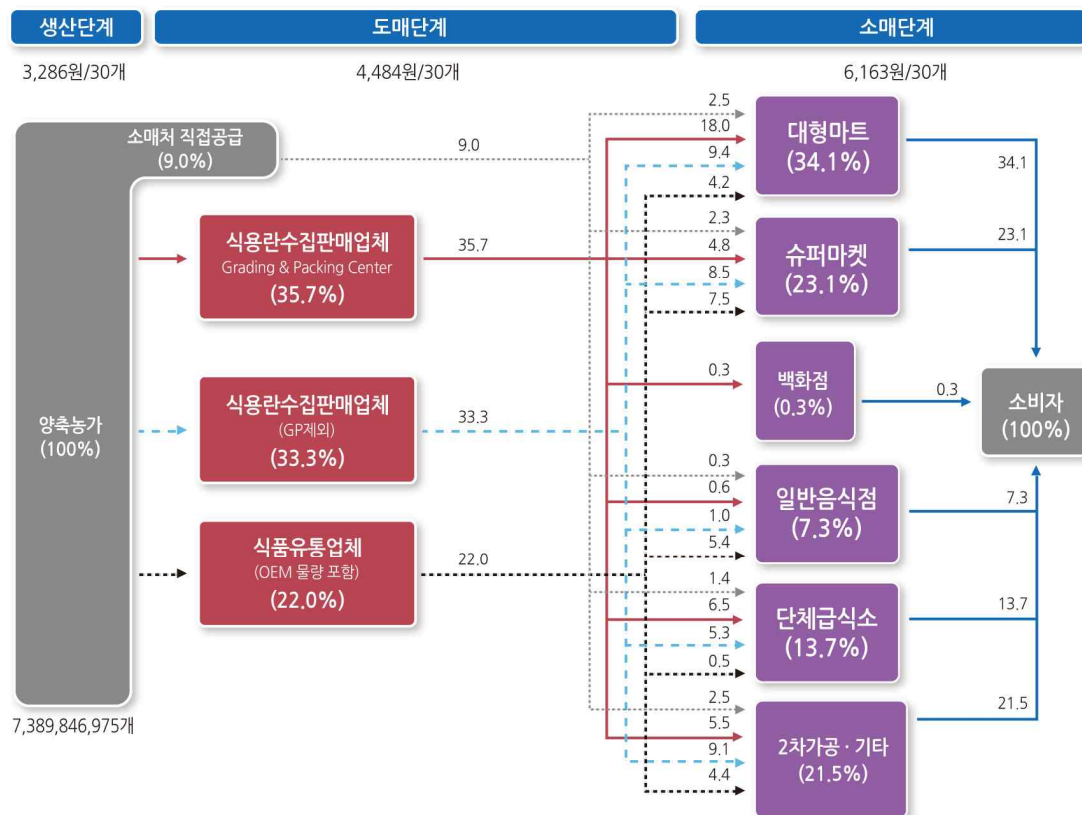 생산단계
도매단계
소매단계
3,286원/30개
4,484원/30개
6,163원/30개
소매처 직접공급
(9.0%)
9.0
양축농가
(100%)
7,389,846,975개
식용란수집판매업체
Grading & Packing Center
(35.7%)
35.7
식용란수집판매업체
(GP제외)
(33.3%)
33.3
식품유통업체
(OEM 물량 포함)
(22.0%)
22.0
2.5
18.0
9.4
4.2
대형마트
(34.1%)
34.1
2.3
4.8
8.5
7.5
슈퍼마켓
(23.1%)
23.1
0.3
백화점
(0.3%)
0.3
소비자
(100%)
0.3
0.6
1.0
5.4
일반음식점
(7.3%)
7.3
1.4
6.5
5.3
0.5
단체급식소
(13.7%)
13.7
2.5
5.5
9.1
4.4
2차가공 · 기타
(21.5%)
21.5